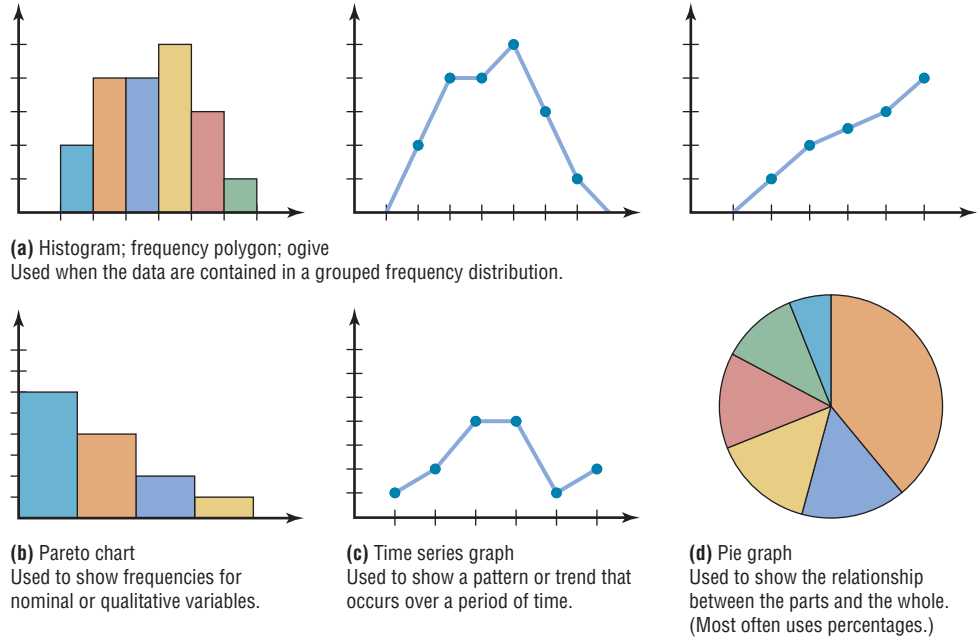 (a) Histogram; frequency polygon; ogive
Used when the data are contained in a grouped frequency distribution.
(b) Pareto chart
Used to show frequencies for
nominal or qualitative variables.
(c) Time series graph
Used to show a pattern or trend that
occurs over a period of time.
(d) Pie graph
Used to show the relationship
between the parts and the whole.
(Most often uses percentages.)